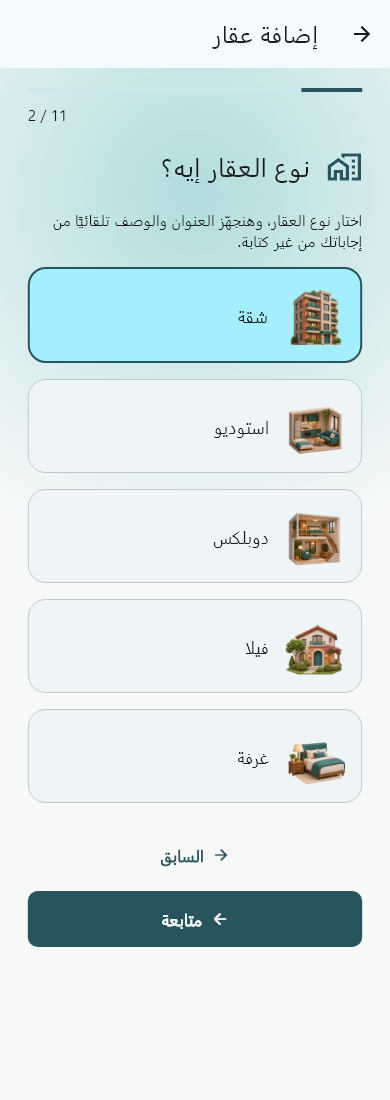 إضافة عقار
2 / 11
نوع العقار إيه؟
اختار نوع العقار، وهنجهّز العنوان والوصف تلقائيًا من
إجاباتك من غير كتابة.
شقة
استوديو
دوبلكس
فيلا
غرفة
السابق
متابعة